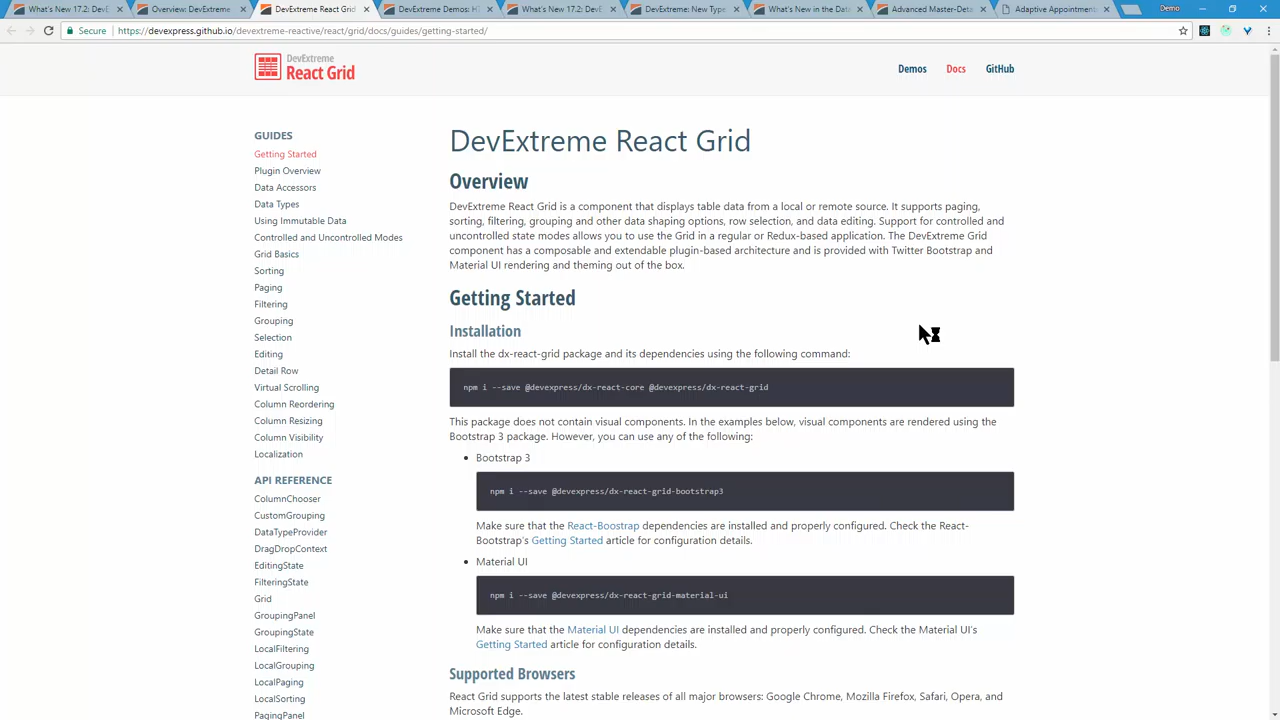 What's New 17.2: DevEx
Overview: DevExtreme
DevExtreme React Grid
DevExtreme Demos: H
What's New 17.2: DevEx
DevExtreme: New Type
What's New in the Data
Advanced Master-Deta
Adaptive Appointment
Demo
Secure
https://devexpress.github.io/devextreme-reactive/react/grid/docs/guides/getting-started/
DevExtreme
React Grid
Demos
Docs
GitHub
GUIDES
Getting Started
Plugin Overview
Data Accessors
Data Types
Using Immutable Data
Controlled and Uncontrolled Modes
Grid Basics
Sorting
Paging
Filtering
Grouping
Selection
Editing
Detail Row
Virtual Scrolling
Column Reordering
Column Resizing
Column Visibility
Localization
API REFERENCE
ColumnChooser
CustomGrouping
DataTypeProvider
DragDropContext
EditingState
FilteringState
Grid
GroupingPanel
GroupingState
LocalFiltering
LocalGrouping
LocalPaging
LocalSorting
PagingPanel
DevExtreme React Grid
Overview
DevExtreme React Grid is a component that displays table data from a local or remote source. It supports paging,
sorting, filtering, grouping and other data shaping options, row selection, and data editing. Support for controlled and
uncontrolled state modes allows you to use the Grid in a regular or Redux-based application. The DevExtreme Grid
component has a composable and extendable plugin-based architecture and is provided with Twitter Bootstrap and
Material UI rendering and theming out of the box.
Getting Started
Installation
Install the dx-react-grid package and its dependencies using the following command:
npm i --save @devexpress/dx-react-core @devexpress/dx-react-grid
This package does not contain visual components. In the examples below, visual components are rendered using the
Bootstrap 3 package. However, you can use any of the following:
• Bootstrap 3
npm i --save @devexpress/dx-react-grid-bootstrap3
Make sure that the React-Boostrap dependencies are installed and properly configured. Check the React-
Bootstrap's Getting Started article for configuration details.
• Material UI
npm i --save @devexpress/dx-react-grid-material-ui
Make sure that the Material UI dependencies are installed and properly configured. Check the Material UI's
Getting Started article for configuration details.
Supported Browsers
React Grid supports the latest stable releases of all major browsers: Google Chrome, Mozilla Firefox, Safari, Opera, and
Microsoft Edge.